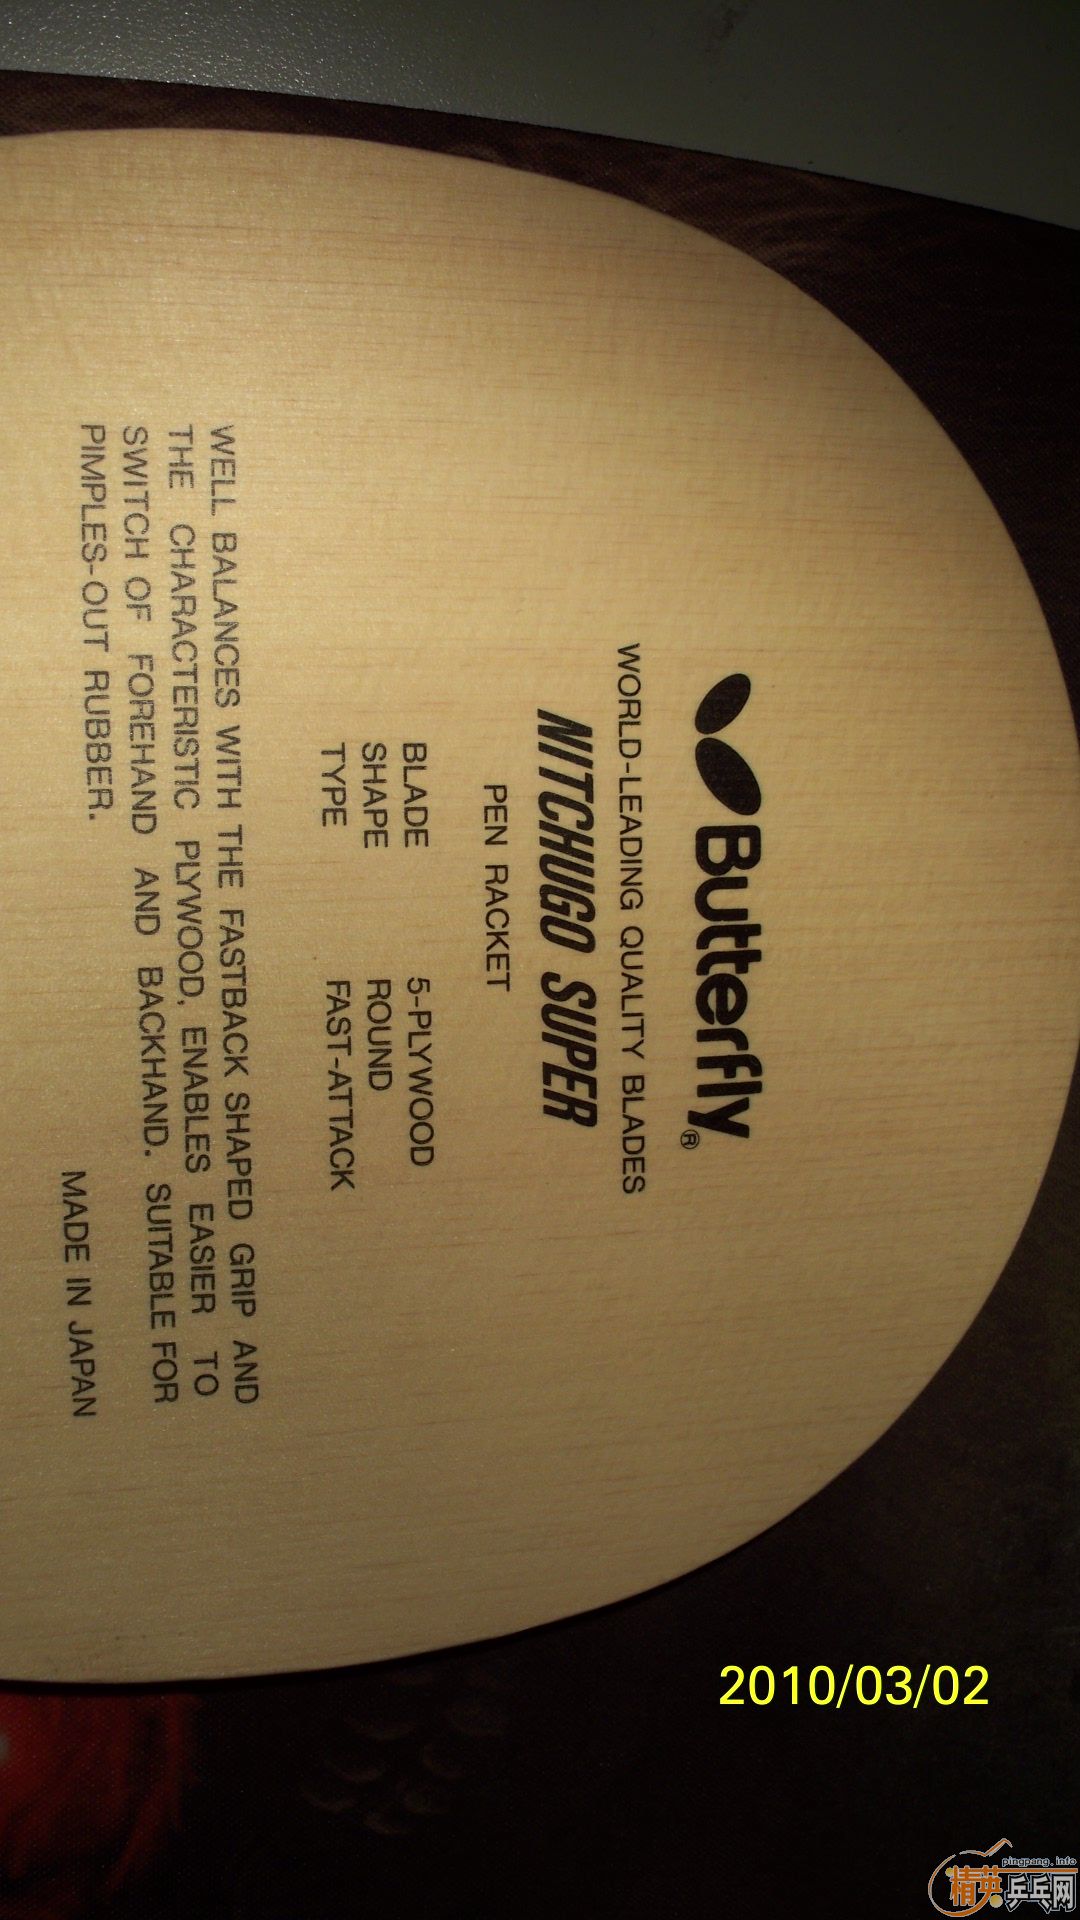 Butterfly®
WORLD-LEADING QUALITY BLADES
NITCHUGO SUPER
PEN RACKET
BLADE 5-PLYWOOD
SHAPE ROUND
TYPE FAST-ATTACK
WELL BALANCES WITH THE FASTBACK SHAPED GRIP AND
THE CHARACTERISTIC PLYWOOD, ENABLES EASIER TO
SWITCH OF FOREHAND AND BACKHAND. SUITABLE FOR
PIMPLES-OUT RUBBER.
MADE IN JAPAN
2010/03/02
pingpang.info
精英乒乓网